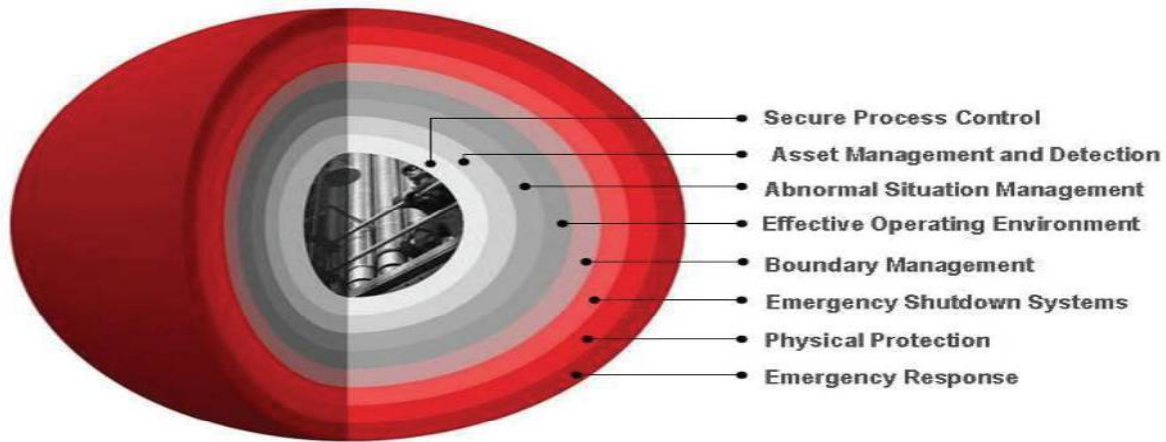 Secure Process Control
Asset Management and Detection
Abnormal Situation Management
Effective Operating Environment
Boundary Management
Emergency Shutdown Systems
Physical Protection
Emergency Response